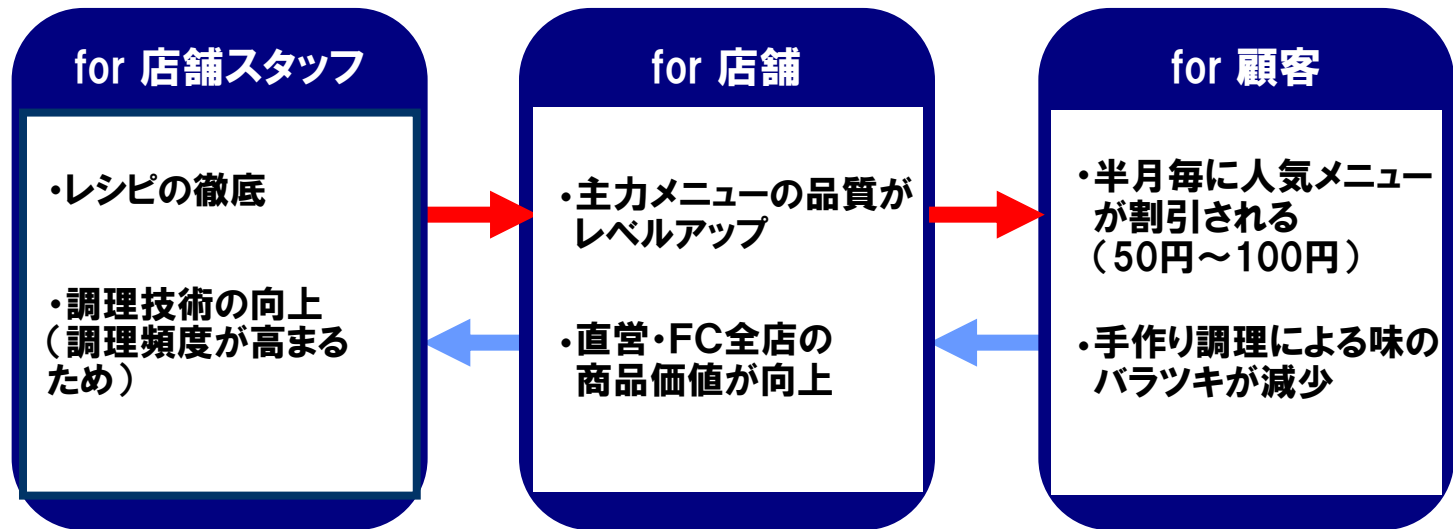 for 店舗スタッフ
・レシピの徹底
・調理技術の向上
（調理頻度が高まる
ため）
for 店舗
・主力メニューの品質が
レベルアップ
・直営・FC全店の
商品価値が向上
for 顧客
・半月毎に人気メニュー
が割引される
（50円～100円）
・手作り調理による味の
バラツキが減少